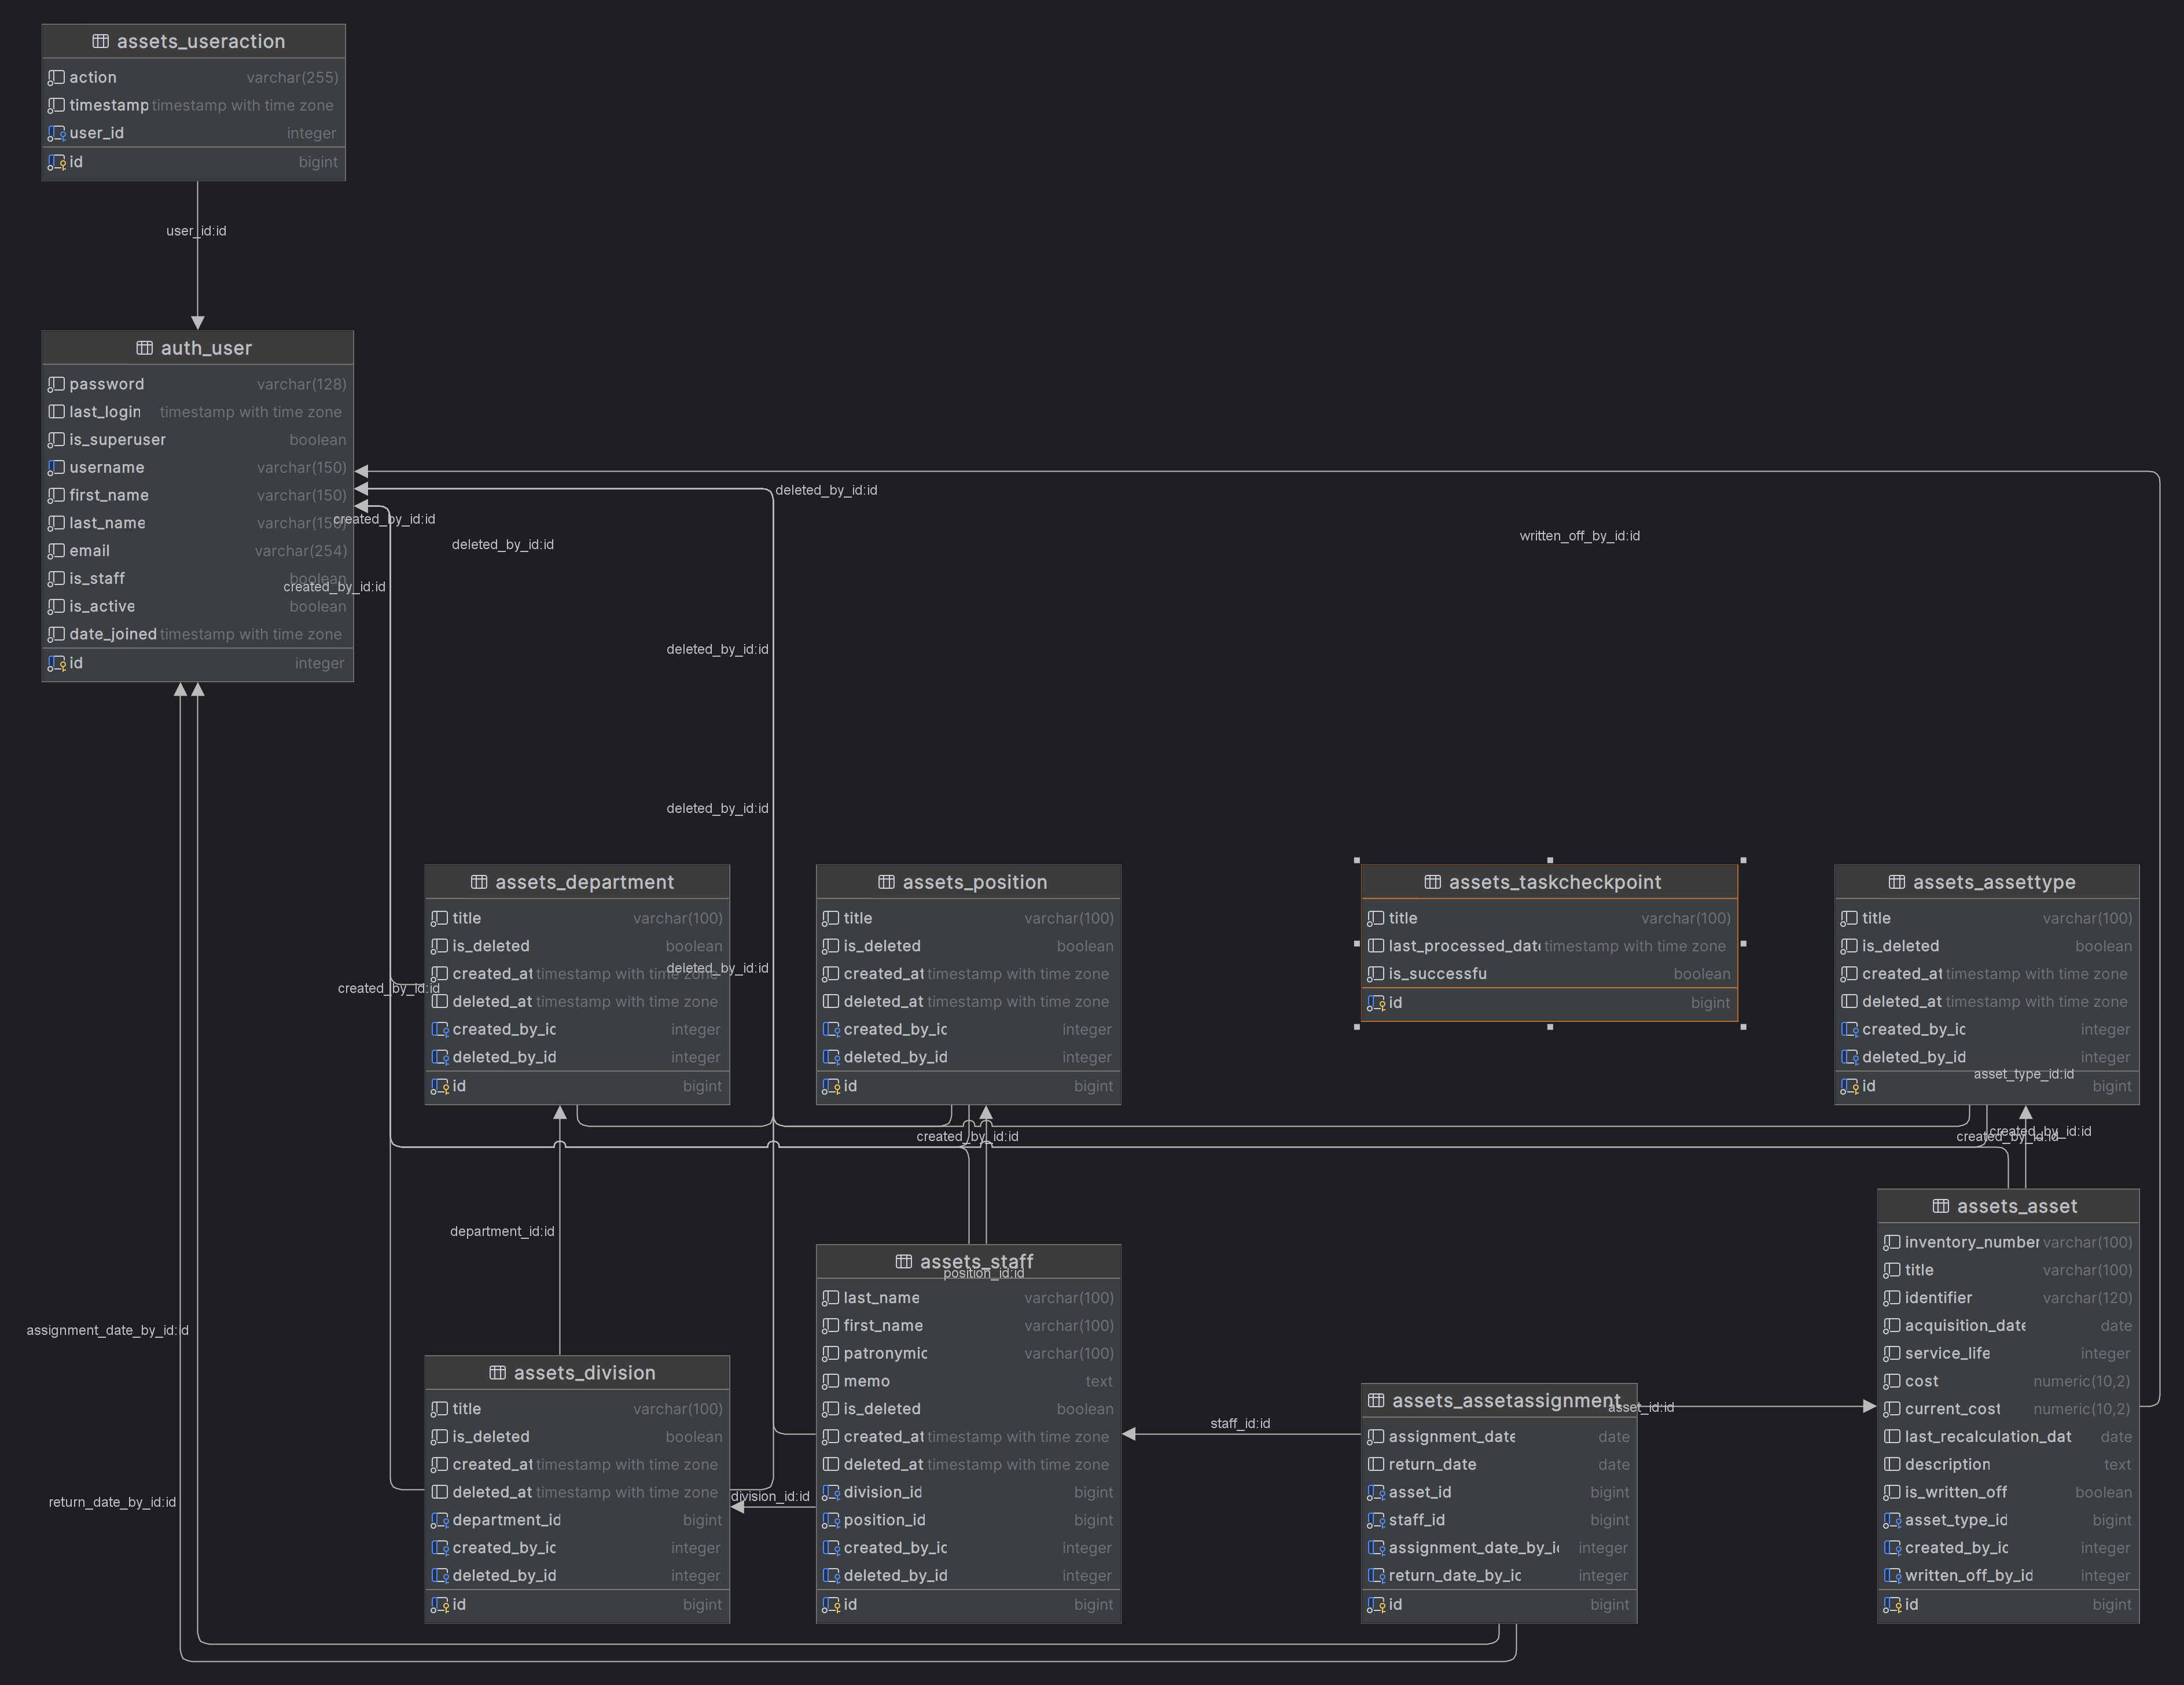 assets_useraction
action varchar(255)
timestamp timestamp with time zone
user_id integer
id bigint
user_id:id
auth_user
password varchar(128)
last_login timestamp with time zone
is_superuser boolean
username varchar(150)
first_name varchar(150)
last_name varchar(150)
email varchar(254)
is_staff boolean
is_active boolean
date_joined timestamp with time zone
id integer
deleted_by_id:id
created_by_id:id
deleted_by_id:id
written_off_by_id:id
created_by_id:id
deleted_by_id:id
deleted_by_id:id
assets_department
title varchar(100)
is_deleted boolean
created_at timestamp with time zone
deleted_at timestamp with time zone
created_by_ic integer
deleted_by_id integer
id bigint
deleted_by_id:id
created_by_id:id
assets_position
title varchar(100)
is_deleted boolean
created_at timestamp with time zone
deleted_at timestamp with time zone
created_by_ic integer
deleted_by_id integer
id bigint
assets_taskcheckpoint
title varchar(100)
last_processed_date timestamp with time zone
is_successfu boolean
id bigint
assets_assettype
title varchar(100)
is_deleted boolean
created_at timestamp with time zone
deleted_at timestamp with time zone
created_by_ic integer
deleted_by_id integer
asset_type_id:id
id bigint
created_by_id:id
created_by_id:id
created_by_id:id
department_id:id
assignment_date_by_id:id
return_date_by_id:id
assets_division
title varchar(100)
is_deleted boolean
created_at timestamp with time zone
deleted_at timestamp with time zone
department_id bigint
created_by_ic integer
deleted_by_id integer
id bigint
division_id:id
assets_staff
position_id:id
last_name varchar(100)
first_name varchar(100)
patronymic varchar(100)
memo text
is_deleted boolean
created_at timestamp with time zone
deleted_at timestamp with time zone
division_id bigint
position_id bigint
created_by_ic integer
deleted_by_id integer
id bigint
staff_id:id
assets_assetassignment
asset_id:id
assignment_date date
return_date date
asset_id bigint
staff_id bigint
assignment_date_by_i integer
return_date_by_ic integer
id bigint
assets_asset
inventory_number varchar(100)
title varchar(100)
identifier varchar(120)
acquisition_date date
service_life integer
cost numeric(10,2)
current_cost numeric(10,2)
last_recalculation_dat date
description text
is_written_off boolean
asset_type_id bigint
created_by_ic integer
written_off_by_id integer
id bigint